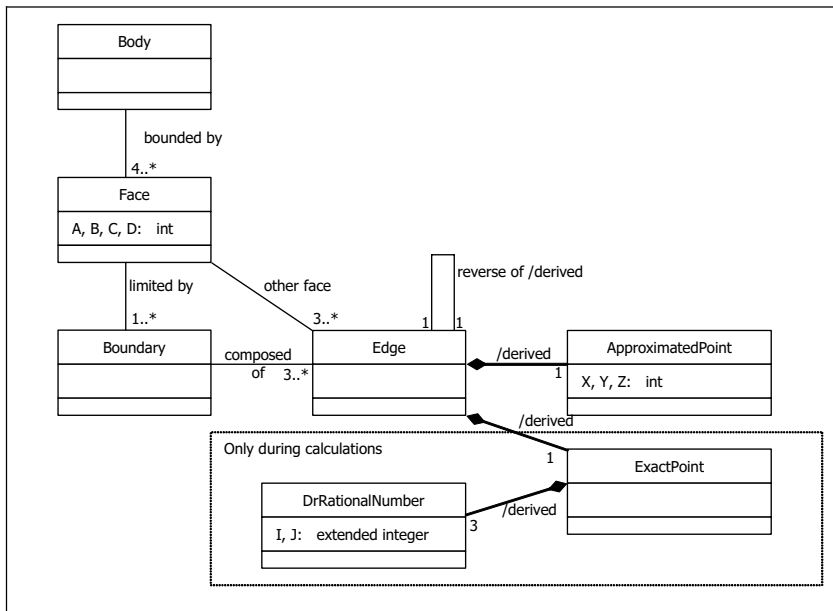 Body
bounded by
4..*
Face
A, B, C, D: int
limited by
other face
reverse of /derived
1..*
3..*
1
1
Boundary
composed
of
3..*
Edge
/derived
1
ApproximatedPoint
X, Y, Z: int
/derived
1
Only during calculations
ExactPoint
DrRationalNumber
I, J: extended integer
/derived
3